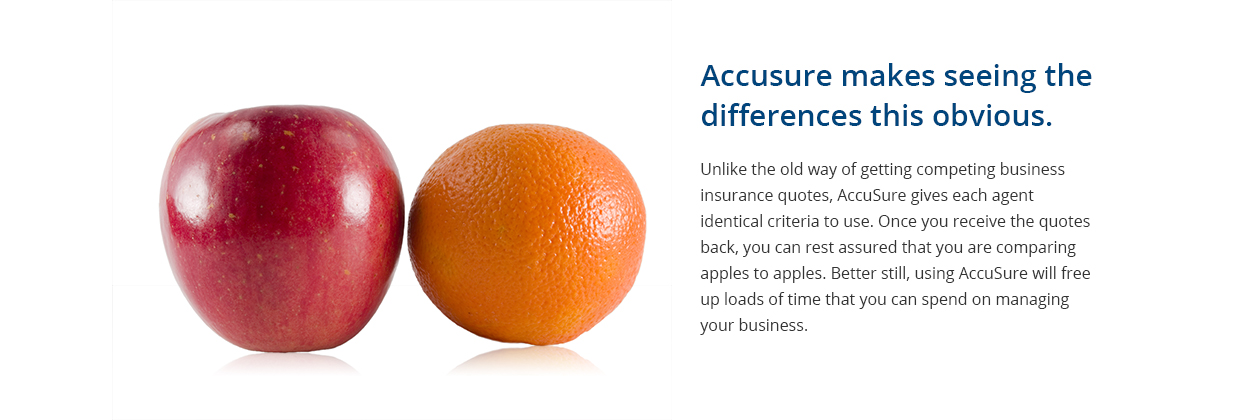 Accusure makes seeing the
differences this obvious.
Unlike the old way of getting competing business
insurance quotes, AccuSure gives each agent
identical criteria to use. Once you receive the quotes
back, you can rest assured that you are comparing
apples to apples. Better still, using AccuSure will free
up loads of time that you can spend on managing
your business.